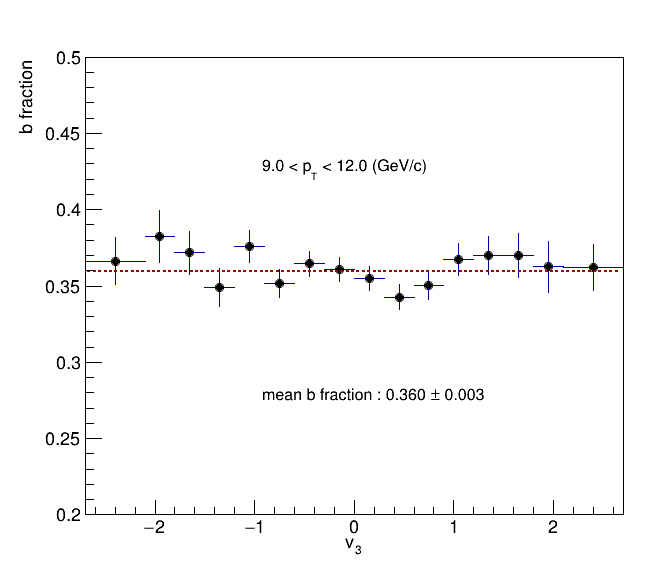 b fraction
0.5
0.45
0.4
0.35
0.3
0.25
0.2
9.0 < p_T < 12.0 (GeV/c)
mean b fraction : 0.360 ± 0.003
−2 −1 0 1 2
v_3